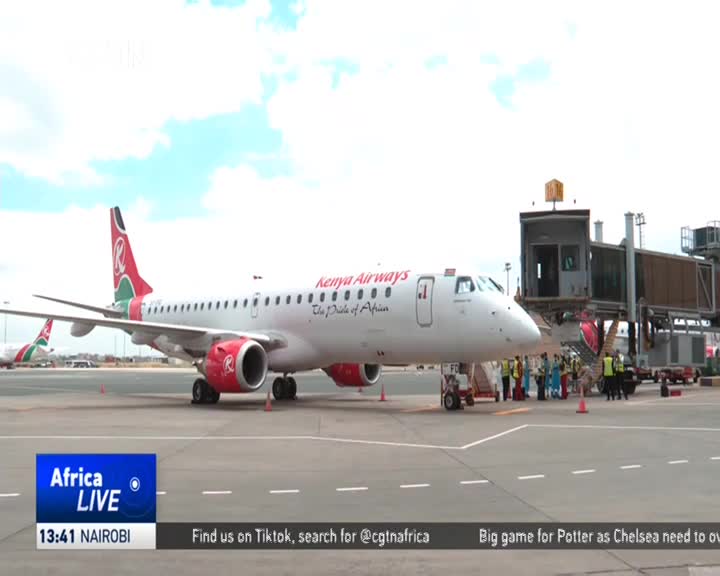 Kenya Airways
The Pride of Africa
FO
Africa
LIVE
13:41 NAIROBI
Find us on Tiktok, search for @cgtnafrica Big game for Potter as Chelsea need to ov